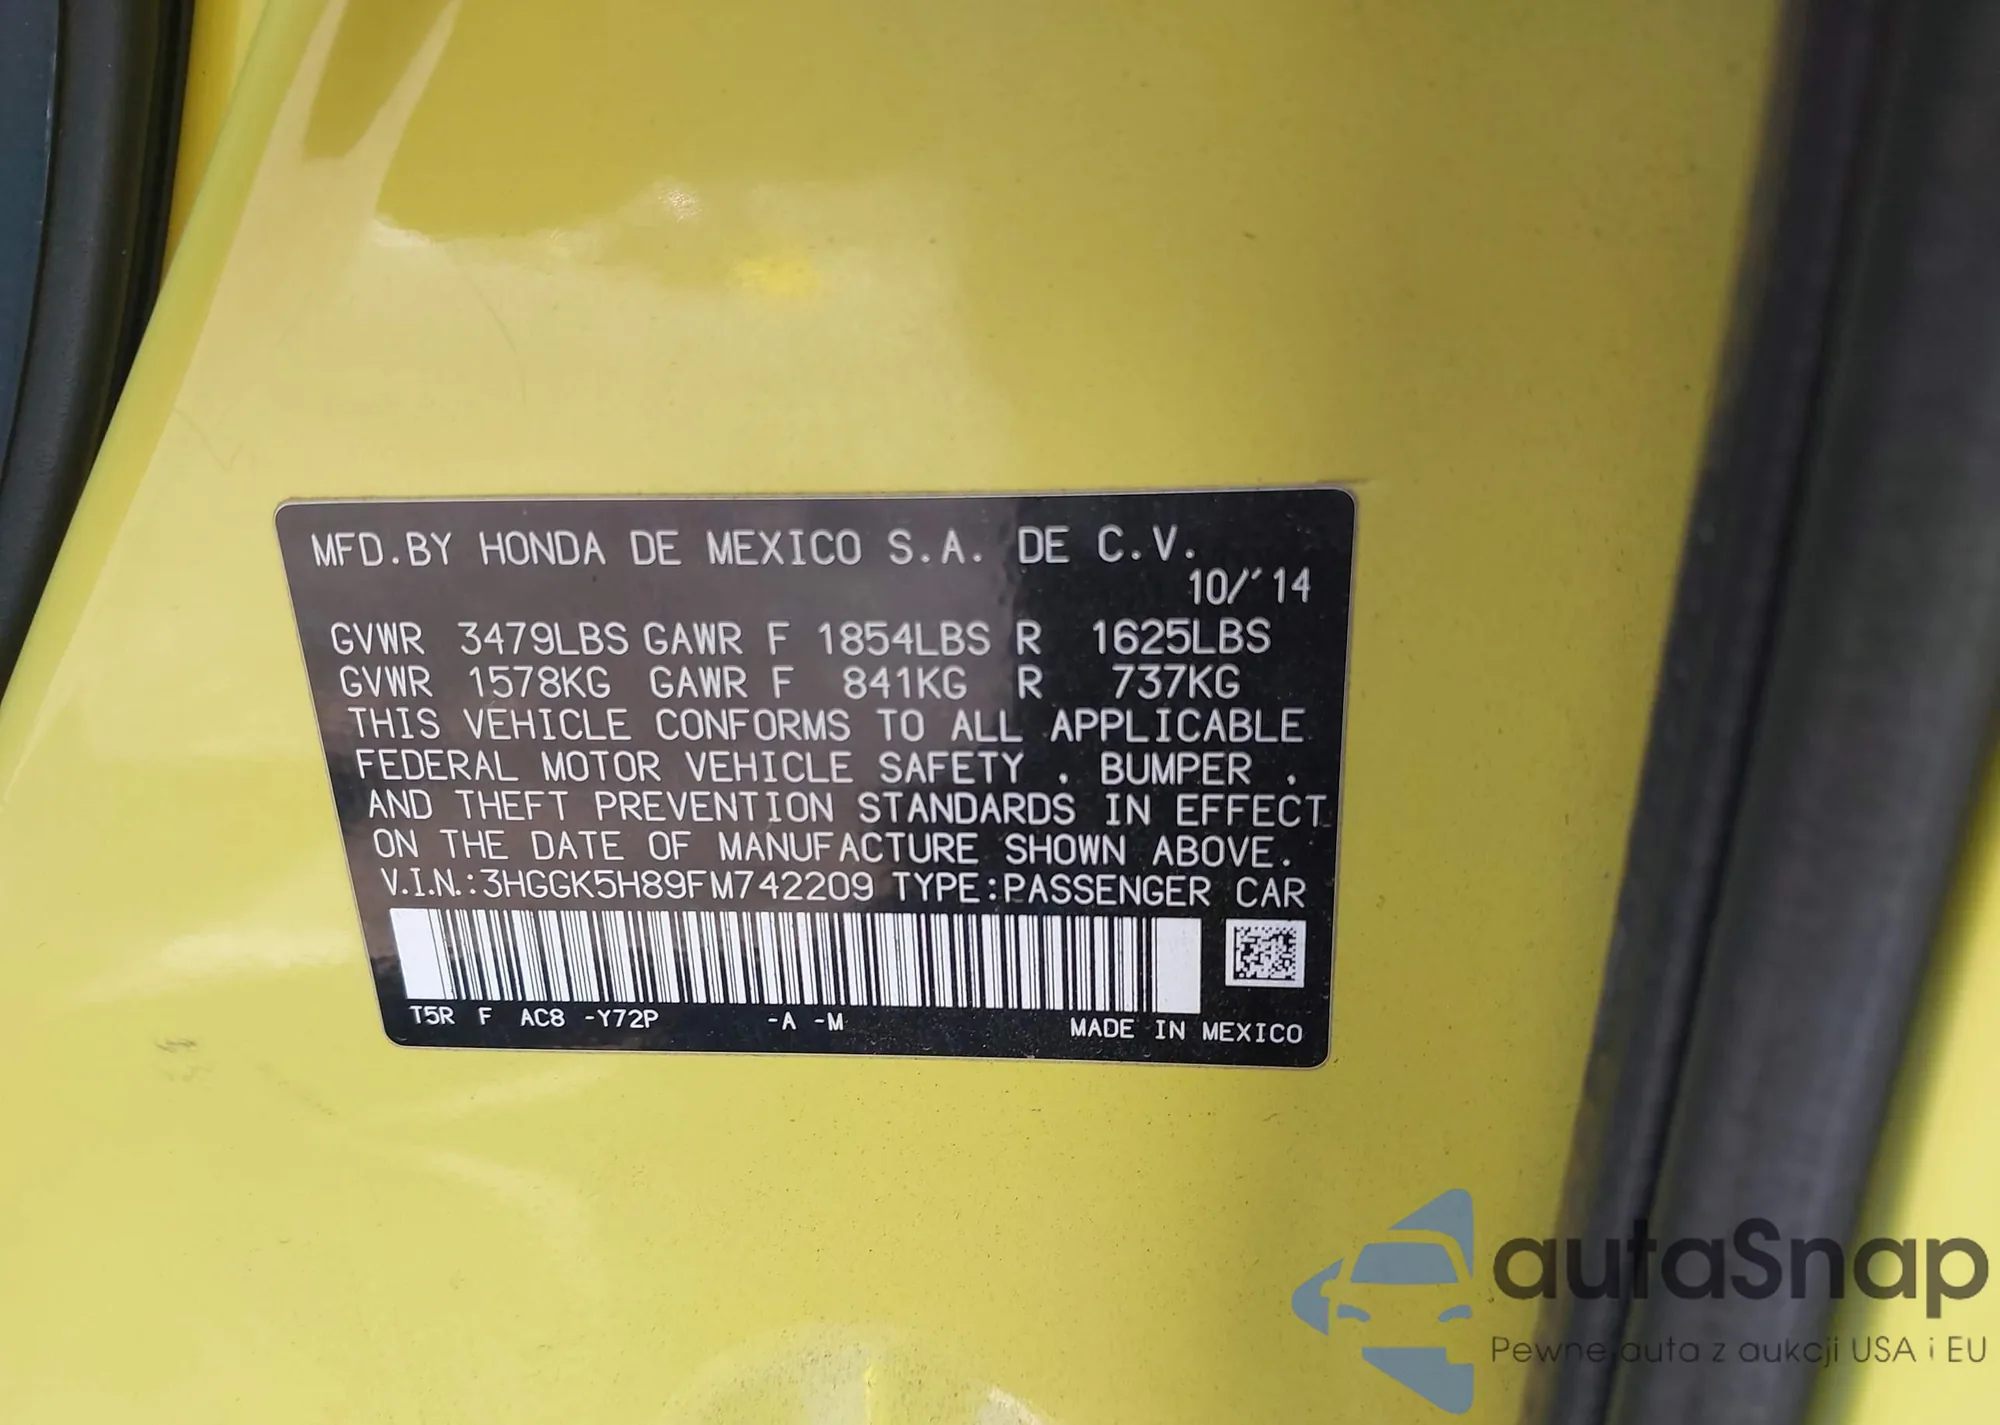 MFD.BY HONDA DE MEXICO S.A. DE C.V.
10/'14
GVWR 3479LBS GAWR F 1854LBS R 1625LBS
GVWR 1578KG GAWR F 841KG R 737KG
THIS VEHICLE CONFORMS TO ALL APPLICABLE
FEDERAL MOTOR VEHICLE SAFETY , BUMPER ,
AND THEFT PREVENTION STANDARDS IN EFFECT
ON THE DATE OF MANUFACTURE SHOWN ABOVE.
V.I.N.:3HGGK5H89FM742209 TYPE:PASSENGER CAR
T5R F AC8 -Y72P -A -M MADE IN MEXICO
autaSnap
Pewne auta z aukcji USA i EU